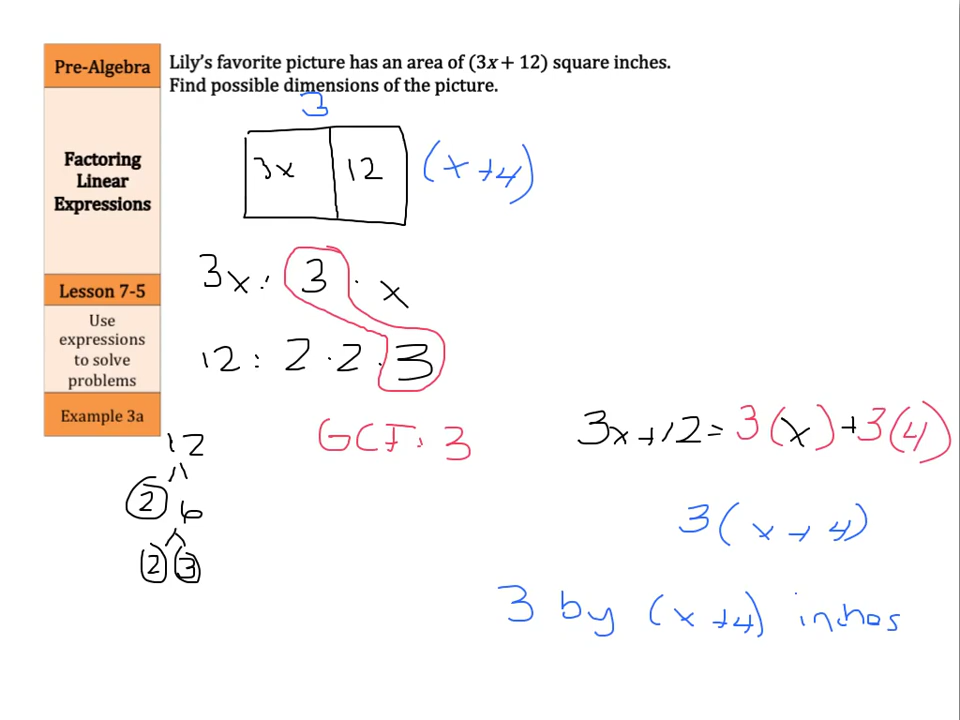 Pre-Algebra
Lily's favorite picture has an area of (3x + 12) square inches.
Find possible dimensions of the picture.
Factoring
Linear
Expressions
Lesson 7-5
Use
expressions
to solve
problems
Example 3a
3
3x 12 (x+4)
3x: 3 · x
12: 2 · 2 · 3
GCF: 3
3x+12= 3(x)+3(4)
3(x+4)
3 by (x+4) inches
12
2 6
2 3